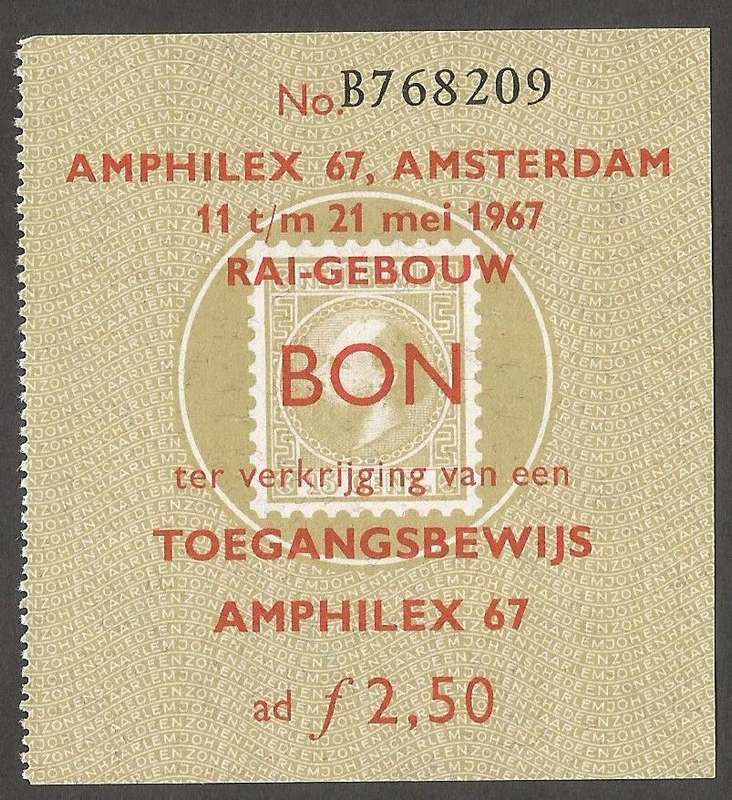 No. B768209
AMPHILEX 67, AMSTERDAM
11 t/m 21 mei 1967
RAI-GEBOUW
BON
ter verkrijging van een
TOEGANGSBEWIJS
AMPHILEX 67
ad ƒ 2,50